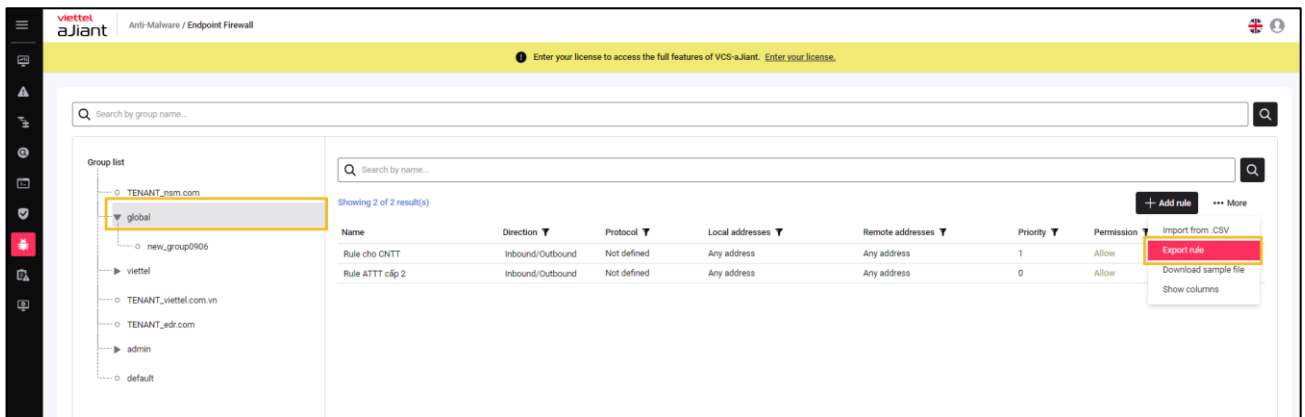 viettel
aJiant
Anti-Malware / Endpoint Firewall
Enter your license to access the full features of VCS-aJiant. Enter your license.
Search by group name...
Group list
TENANT_nsm.com
global
new_group0906
viettel
TENANT_viettel.com.vn
TENANT_edr.com
admin
default
Search by name...
Showing 2 of 2 result(s)
Add rule
More
Name Direction Protocol Local addresses Remote addresses Priority Permission
Rule cho CNTT Inbound/Outbound Not defined Any address Any address 1 Allow
Rule ATTT cấp 2 Inbound/Outbound Not defined Any address Any address 0 Allow
Import from .CSV
Export rule
Download sample file
Show columns